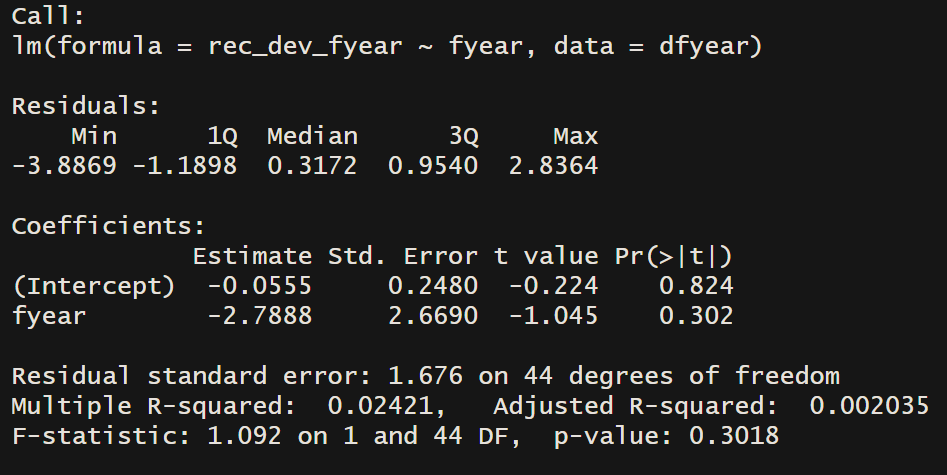 Call:
lm(formula = rec_dev_fyear ~ fyear, data = dfyear)
Residuals:
    Min      1Q  Median      3Q     Max
-3.8869 -1.1898  0.3172  0.9540  2.8364
Coefficients:
            Estimate Std. Error t value Pr(>|t|)
(Intercept)  -0.0555     0.2480  -0.224    0.824
fyear        -2.7888     2.6690  -1.045    0.302
Residual standard error: 1.676 on 44 degrees of freedom
Multiple R-squared:  0.02421,   Adjusted R-squared:  0.002035
F-statistic: 1.092 on 1 and 44 DF,  p-value: 0.3018